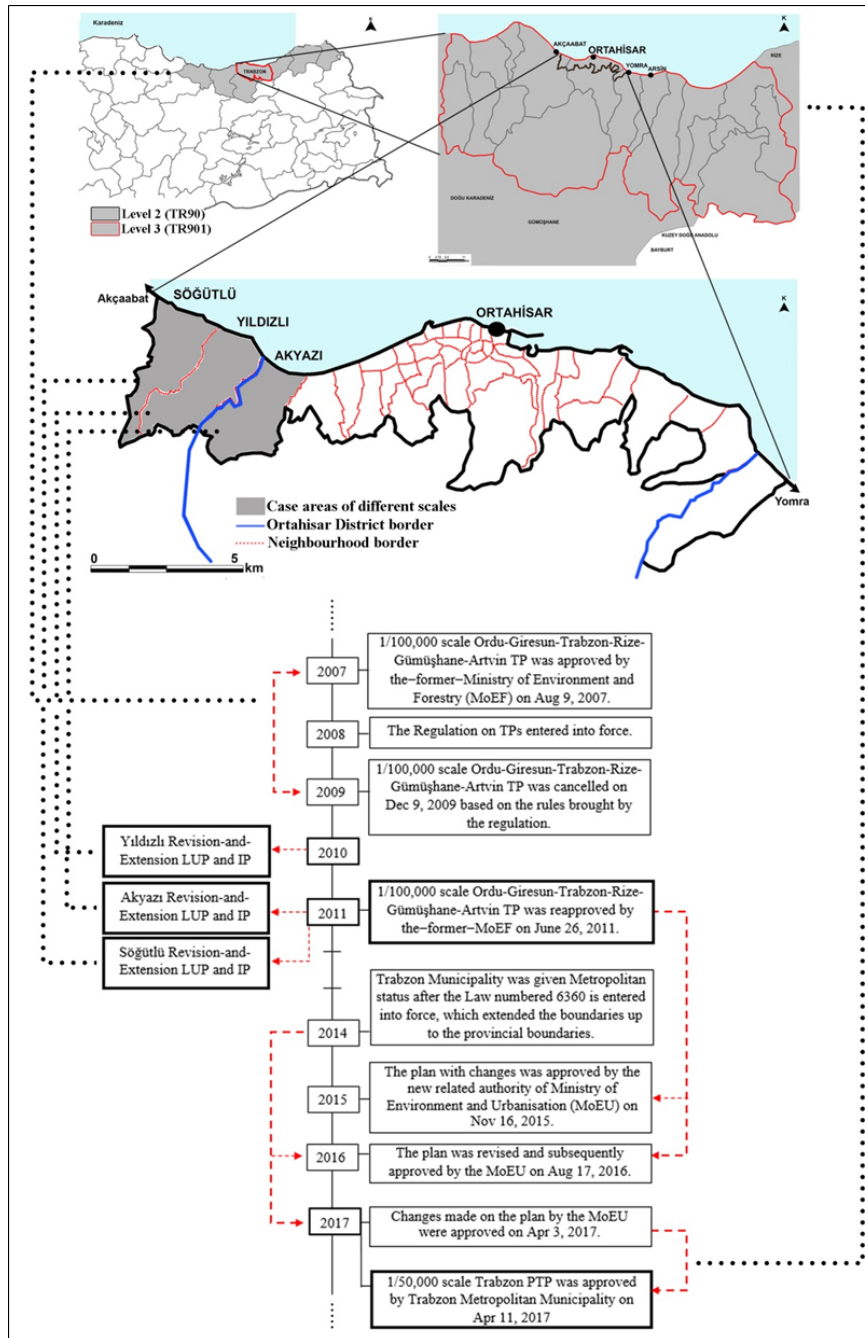 Karadeniz
K
TRABZON
Level 2 (TR90)
Level 3 (TR901)
K
AKÇAABAT
ORTAHİSAR
YOMRA
ARSİN
RİZE
DOĞU KARADENİZ
GÜMÜŞHANE
KUZEY DOĞU ANADOLU
BAYBURT
Akçaabat
SÖĞÜTLÜ
YILDIZLI
AKYAZI
ORTAHİSAR
K
Yomra
Case areas of different scales
Ortahisar District border
Neighbourhood border
0 5
km
2007
1/100,000 scale Ordu-Giresun-Trabzon-Rize-
Gümüşhane-Artvin TP was approved by
the−former−Ministry of Environment and
Forestry (MoEF) on Aug 9, 2007.
2008
The Regulation on TPs entered into force.
2009
1/100,000 scale Ordu-Giresun-Trabzon-Rize-
Gümüşhane-Artvin TP was cancelled on
Dec 9, 2009 based on the rules brought by
the regulation.
Yıldızlı Revision-and-
Extension LUP and IP
2010
Akyazı Revision-and-
Extension LUP and IP
2011
1/100,000 scale Ordu-Giresun-Trabzon-Rize-
Gümüşhane-Artvin TP was reapproved by
the−former−MoEF on June 26, 2011.
Söğütlü Revision-and-
Extension LUP and IP
Trabzon Municipality was given Metropolitan
status after the Law numbered 6360 is entered
into force, which extended the boundaries up
to the provincial boundaries.
2014
2015
The plan with changes was approved by the
new related authority of Ministry of
Environment and Urbanisation (MoEU) on
Nov 16, 2015.
2016
The plan was revised and subsequently
approved by the MoEU on Aug 17, 2016.
2017
Changes made on the plan by the MoEU
were approved on Apr 3, 2017.
1/50,000 scale Trabzon PTP was approved
by Trabzon Metropolitan Municipality on
Apr 11, 2017